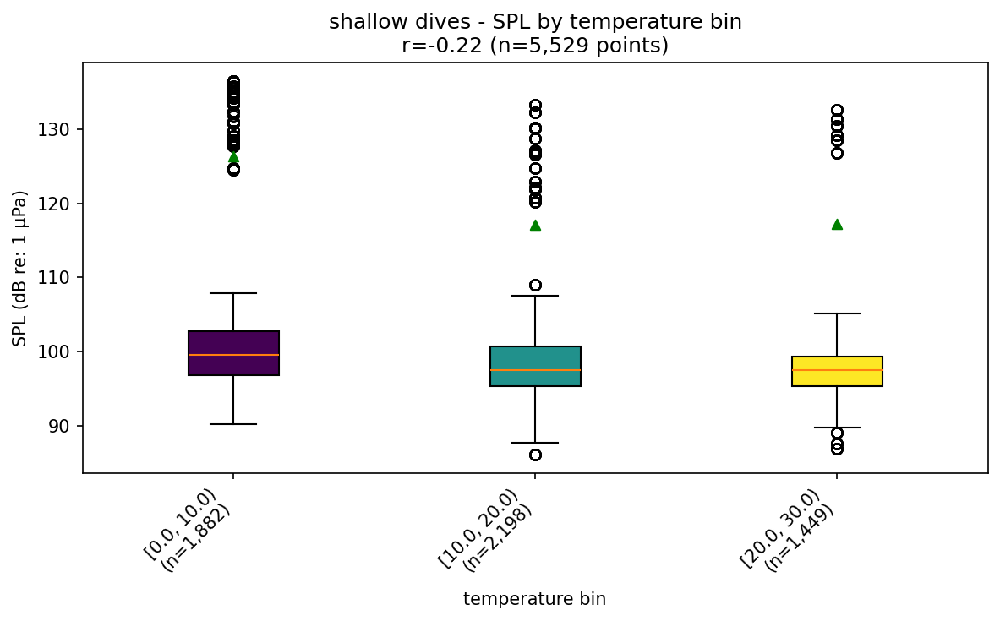 shallow dives - SPL by temperature bin
r=-0.22 (n=5,529 points)
SPL (dB re: 1 μPa)
130
120
110
100
90
[0.0, 10.0)
(n=1,882)
[10.0, 20.0)
(n=2,198)
[20.0, 30.0)
(n=1,449)
temperature bin